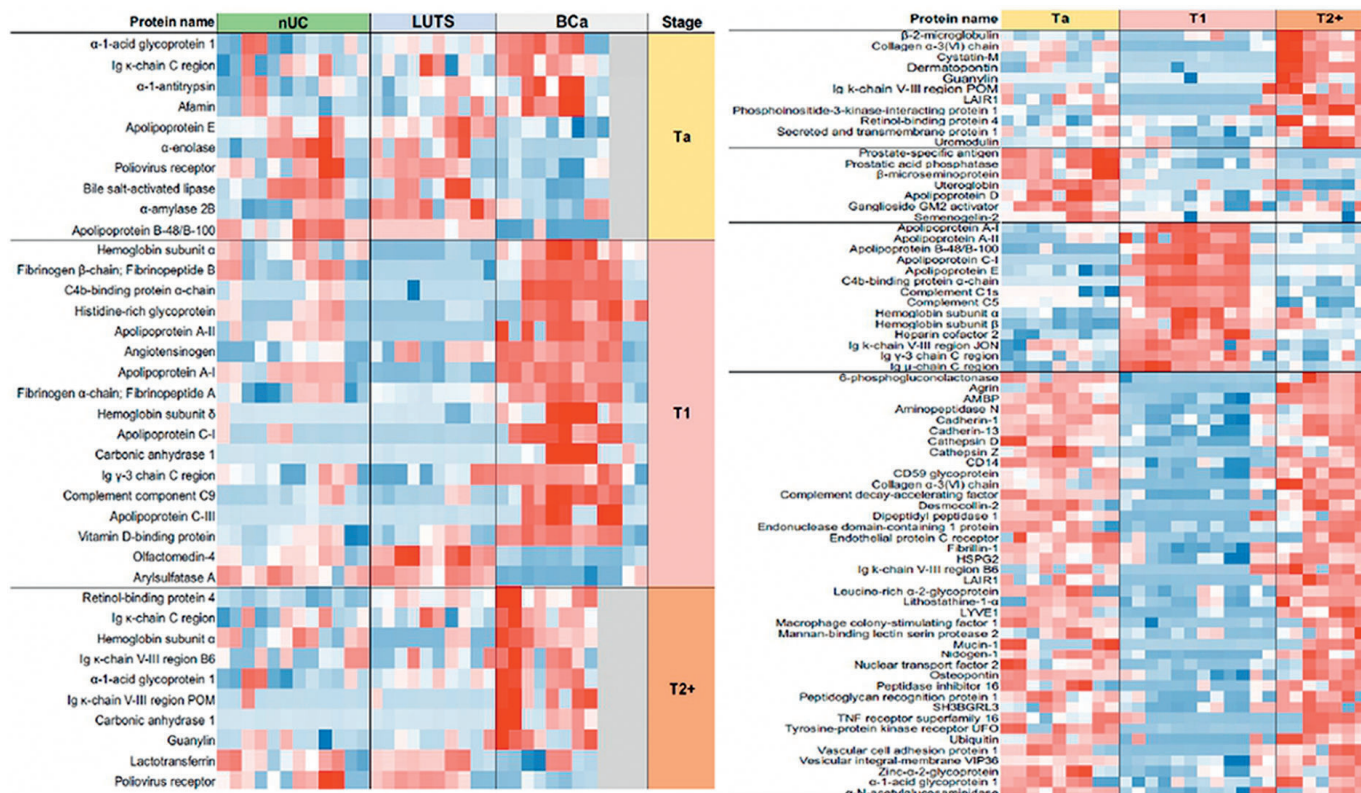 Protein name nUC LUTS BCa Stage
α-1-acid glycoprotein 1
Ig κ-chain C region
α-1-antitrypsin
Afamin
Apolipoprotein E
α-enolase
Poliovirus receptor
Bile salt-activated lipase
α-amylase 2B
Apolipoprotein B-48/B-100
Ta
Hemoglobin subunit α
Fibrinogen β-chain; Fibrinopeptide B
C4b-binding protein α-chain
Histidine-rich glycoprotein
Apolipoprotein A-II
Angiotensinogen
Apolipoprotein A-I
Fibrinogen α-chain; Fibrinopeptide A
Hemoglobin subunit δ
Apolipoprotein C-I
Carbonic anhydrase 1
Ig γ-3 chain C region
Complement component C9
Apolipoprotein C-III
Vitamin D-binding protein
Olfactomedin-4
Arylsulfatase A
T1
Retinol-binding protein 4
Ig κ-chain C region
Hemoglobin subunit α
Ig κ-chain V-III region B6
α-1-acid glycoprotein 1
Ig κ-chain V-III region POM
Carbonic anhydrase 1
Guanylin
Lactotransferrin
Poliovirus receptor
T2+
Protein name Ta T1 T2+
β-2-microglobulin
Collagen α-3(VI) chain
Cystatin-M
Dermatopontin
Guanylin
Ig k-chain V-III region POM
LAIR1
Phosphoinositide-3-kinase-interacting protein 1
Retinol-binding protein 4
Secreted and transmembrane protein 1
Uromodulin
Prostate-specific antigen
Prostatic acid phosphatase
β-microseminoprotein
Uteroglobin
Apolipoprotein D
Ganglioside GM2 activator
Semenogelin-2
Apolipoprotein A-I
Apolipoprotein A-II
Apolipoprotein B-48/B-100
Apolipoprotein C-I
Apolipoprotein E
C4b-binding protein α-chain
Complement C1s
Complement C5
Hemoglobin subunit α
Hemoglobin subunit β
Heparin cofactor 2
Ig k-chain V-III region JON
Ig γ-3 chain C region
Ig μ-chain C region
6-phosphogluconolactonase
Agrin
AMBP
Aminopeptidase N
Cadherin-1
Cadherin-13
Cathepsin D
Cathepsin Z
CD14
CD59 glycoprotein
Collagen α-3(VI) chain
Complement decay-accelerating factor
Desmocollin-2
Dipeptidyl peptidase 1
Endonuclease domain-containing 1 protein
Endothelial protein C receptor
Fibrillin-1
HSPG2
Ig k-chain V-III region B6
LAIR1
Leucine-rich α-2-glycoprotein
Lithostathine-1-α
LYVE1
Macrophage colony-stimulating factor 1
Mannan-binding lectin serin protease 2
Mucin-1
Nidogen-1
Nuclear transport factor 2
Osteopontin
Peptidase inhibitor 16
Peptidoglycan recognition protein 1
SH3BGRL3
TNF receptor superfamily 16
Tyrosine-protein kinase receptor UFO
Ubiquitin
Vascular cell adhesion protein 1
Vesicular integral-membrane VIP36
Zinc-α-2-glycoprotein
α-1-acid glycoprotein 1
α-N-acetylglucosaminidase